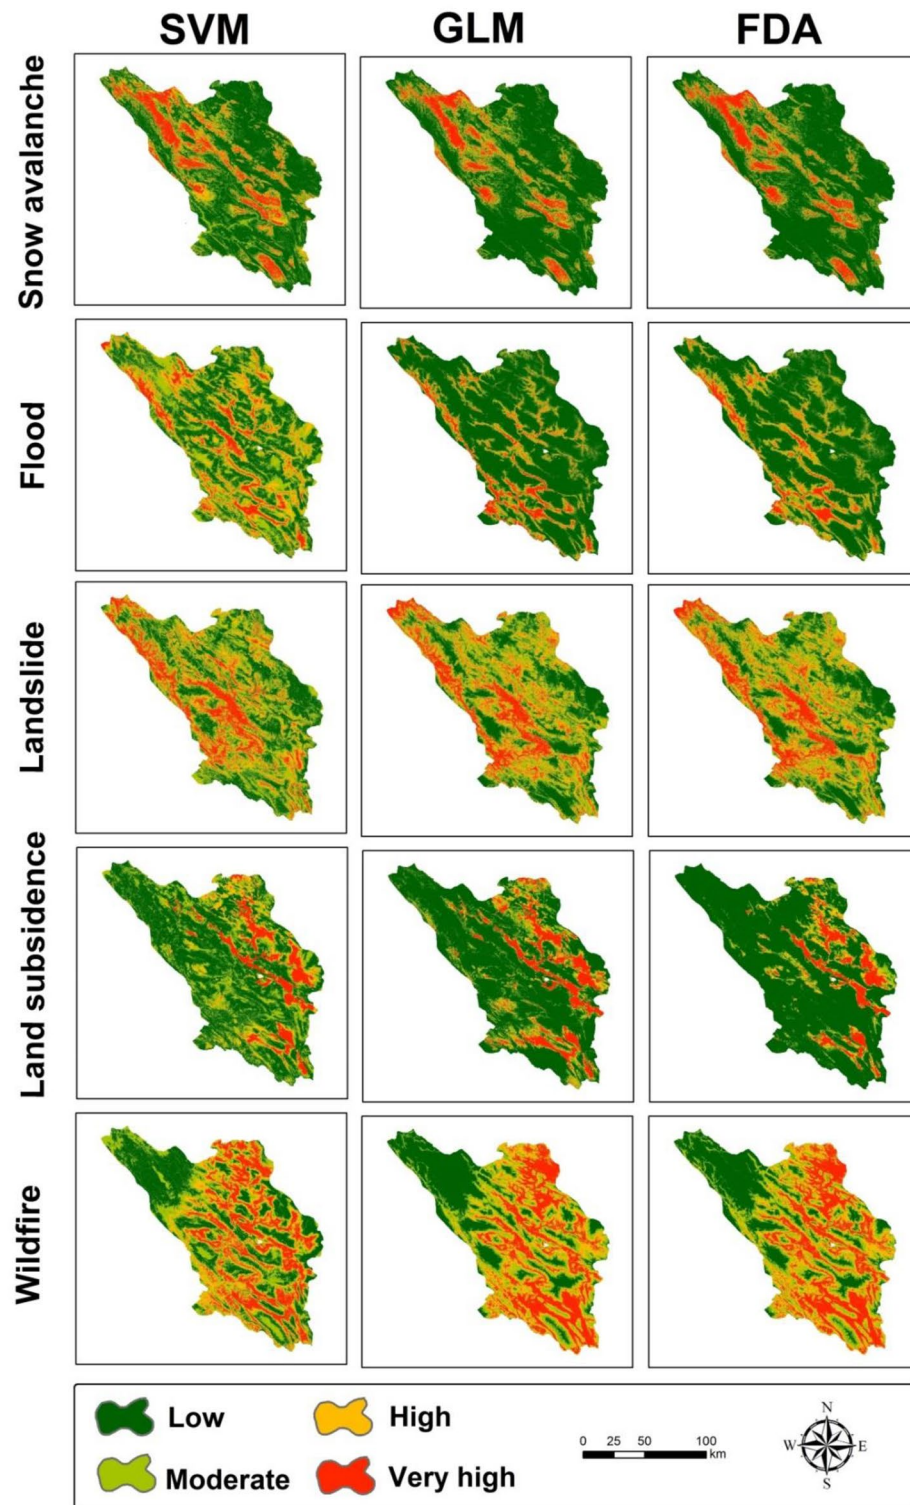 SVM GLM FDA
Snow avalanche
Flood
Landslide
Land subsidence
Wildfire
Low High
Moderate Very high
0 25 50 100
km
N
W E
S